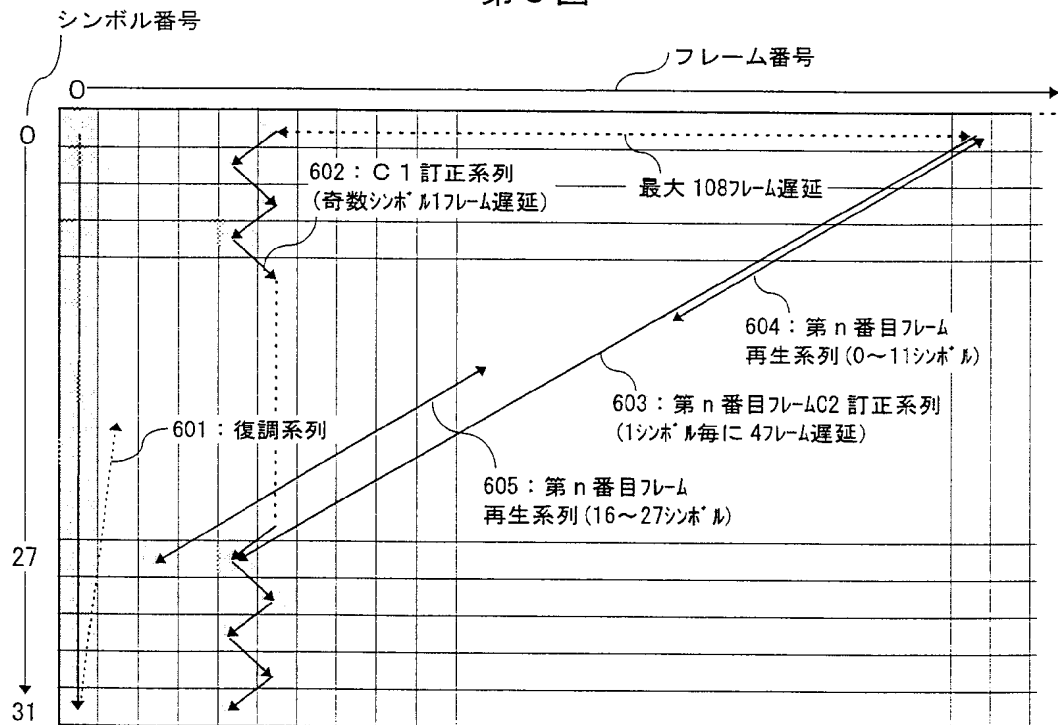 シンボル番号
フレーム番号
0
0
602：Ｃ１訂正系列
(奇数ｼﾝﾎﾞﾙ1ﾌﾚｰﾑ遅延)
最大 108ﾌﾚｰﾑ遅延
604：第ｎ番目ﾌﾚｰﾑ
再生系列(0～11ｼﾝﾎﾞﾙ)
603：第ｎ番目ﾌﾚｰﾑC2 訂正系列
(1ｼﾝﾎﾞﾙ毎に 4ﾌﾚｰﾑ遅延)
601：復調系列
605：第ｎ番目ﾌﾚｰﾑ
再生系列(16～27ｼﾝﾎﾞﾙ)
27
31